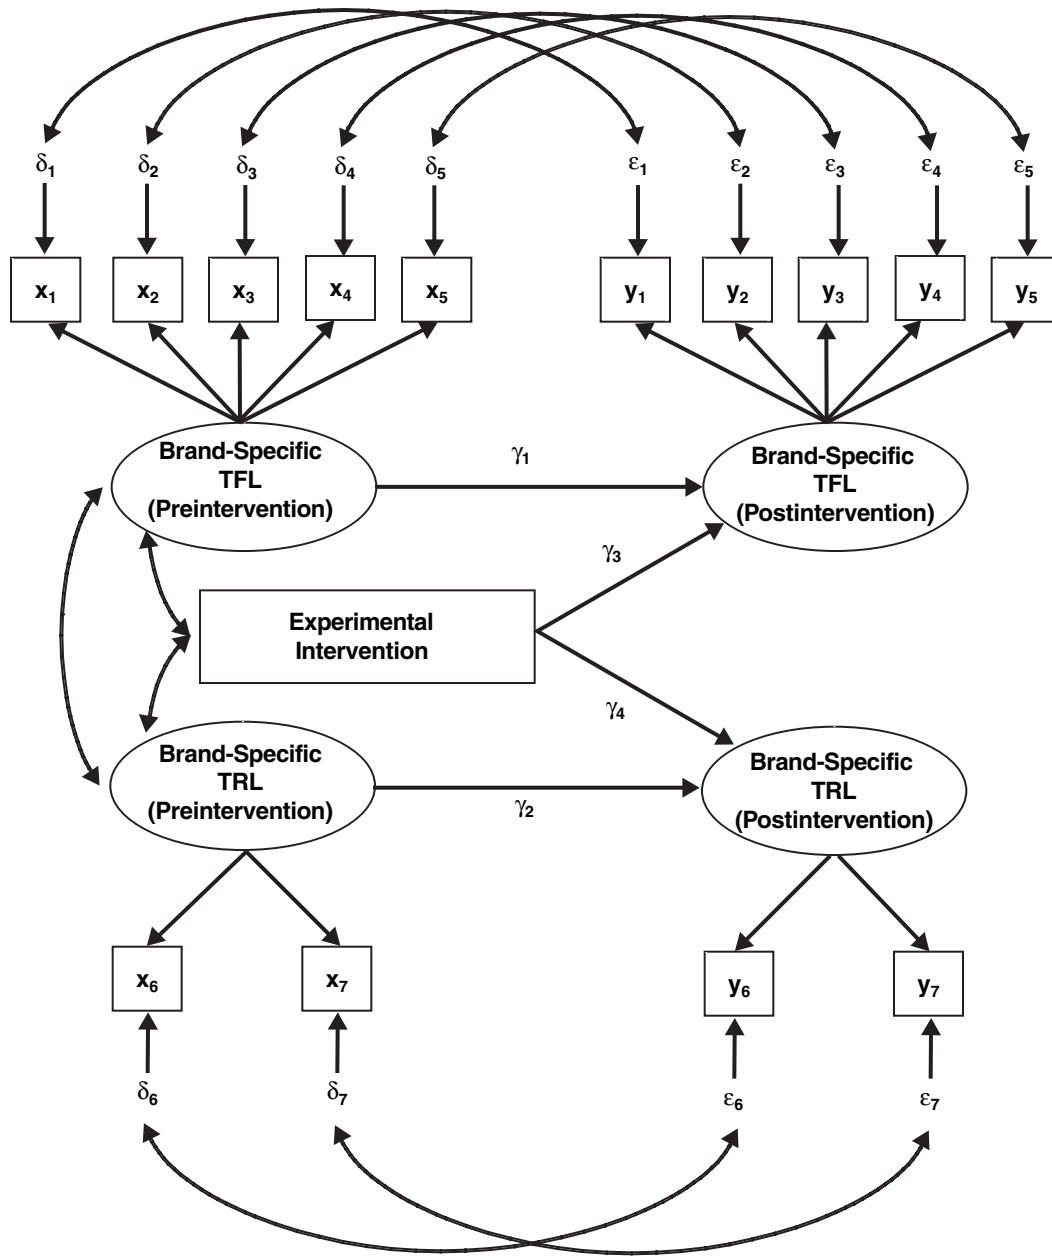 δ1 δ2 δ3 δ4 δ5 ε1 ε2 ε3 ε4 ε5
x1 x2 x3 x4 x5 y1 y2 y3 y4 y5
Brand-Specific
TFL
(Preintervention)
γ1
Brand-Specific
TFL
(Postintervention)
γ3
Experimental
Intervention
γ4
Brand-Specific
TRL
(Preintervention)
γ2
Brand-Specific
TRL
(Postintervention)
x6 x7 y6 y7
δ6 δ7 ε6 ε7